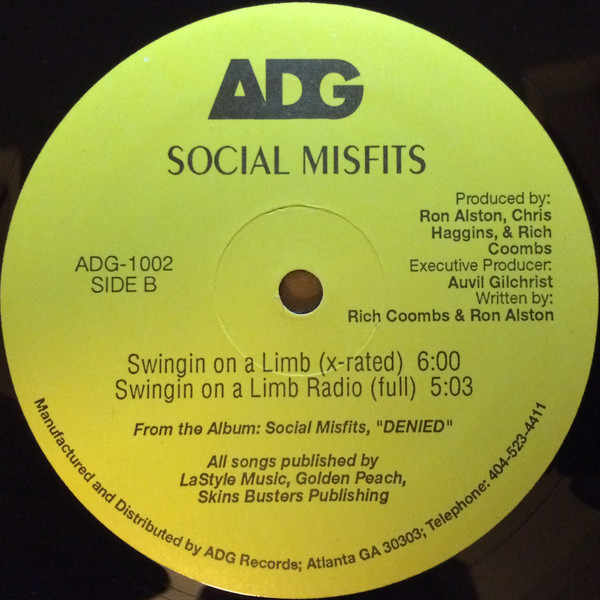 ADG
SOCIAL MISFITS
ADG-1002
SIDE B
Produced by:
Ron Alston, Chris
Haggins, & Rich
Coombs
Executive Producer:
Auvil Gilchrist
Written by:
Rich Coombs & Ron Alston
Swingin on a Limb (x-rated) 6:00
Swingin on a Limb Radio (full) 5:03
From the Album: Social Misfits, "DENIED"
All songs published by
LaStyle Music, Golden Peach,
Skins Busters Publishing
Manufactured and Distributed by ADG Records; Atlanta GA 30303; Telephone: 404-523-4411